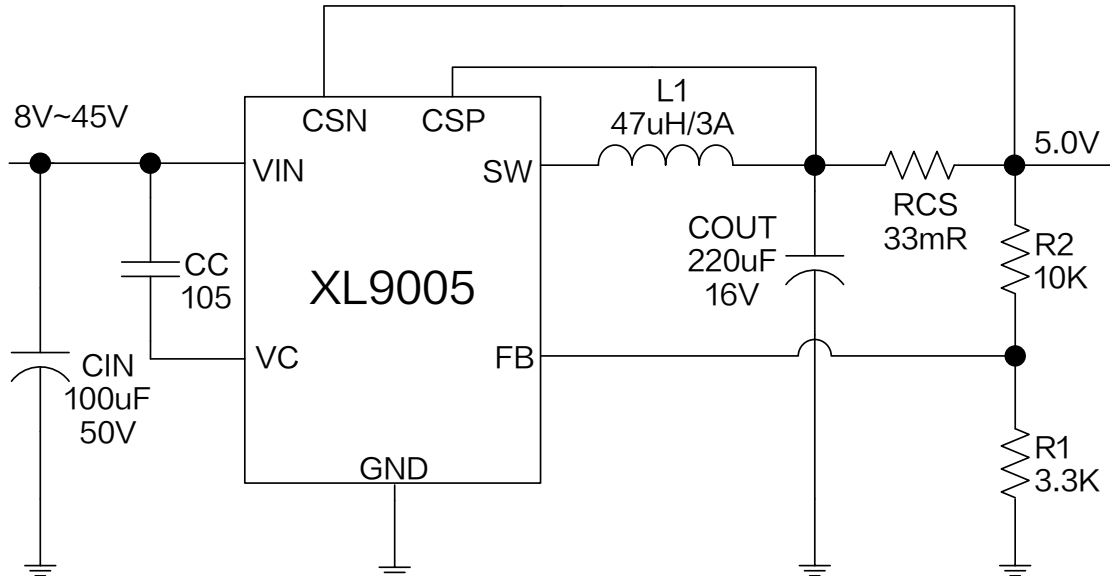 8V~45V
CSN
CSP
L1
47uH/3A
5.0V
VIN
SW
RCS
33mR
CC
105
XL9005
COUT
220uF
16V
R2
10K
VC
FB
CIN
100uF
50V
GND
R1
3.3K